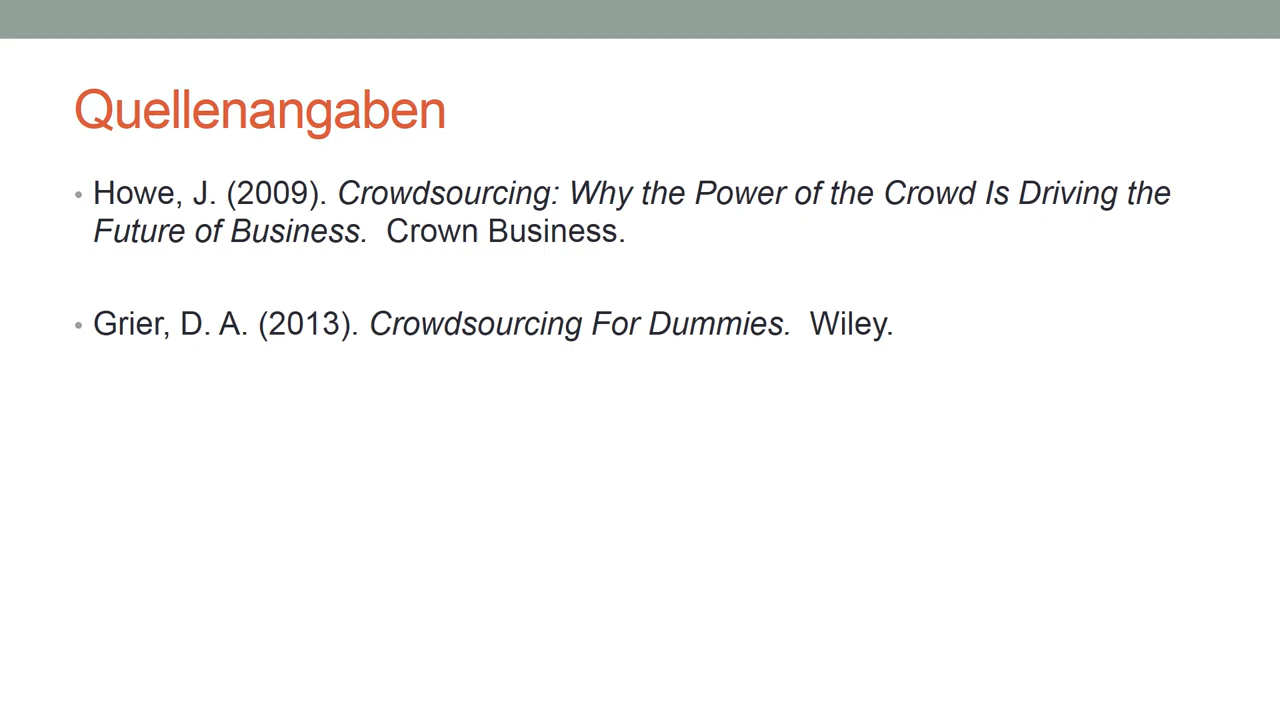 Quellenangaben
• Howe, J. (2009). Crowdsourcing: Why the Power of the Crowd Is Driving the
Future of Business.  Crown Business.
• Grier, D. A. (2013). Crowdsourcing For Dummies.  Wiley.